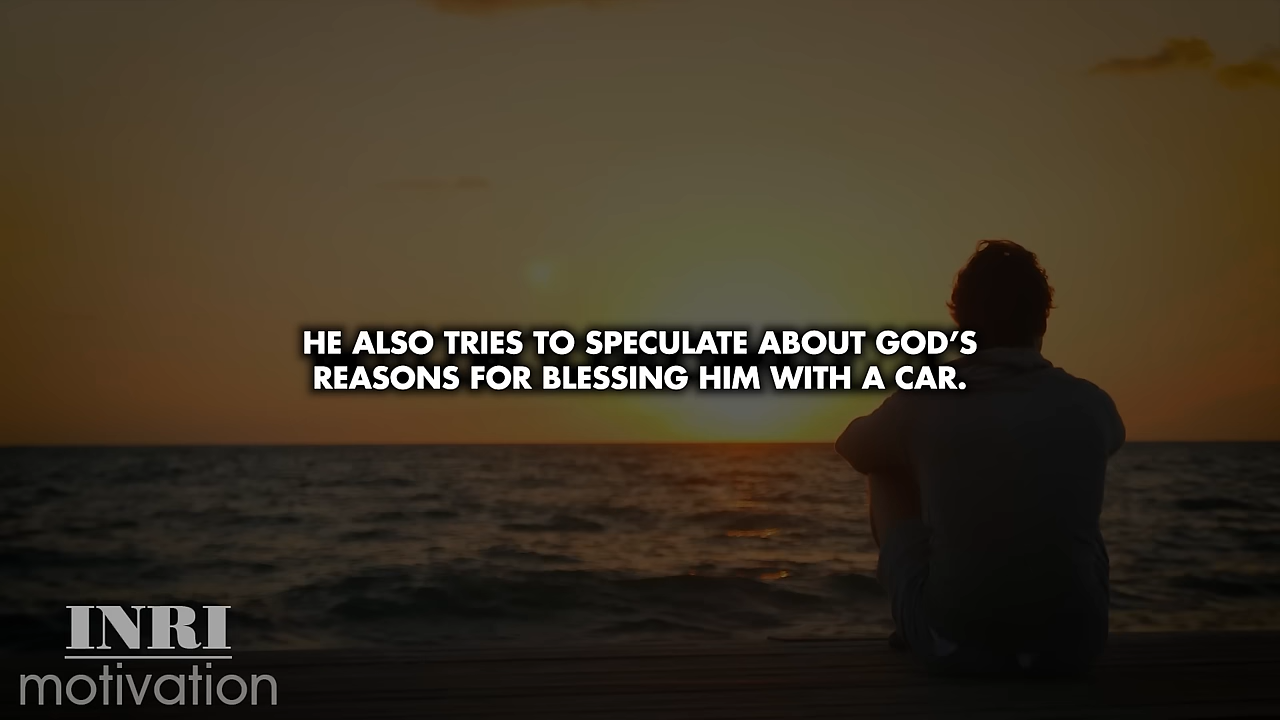 HE ALSO TRIES TO SPECULATE ABOUT GOD’S
REASONS FOR BLESSING HIM WITH A CAR.
INRI
motivation